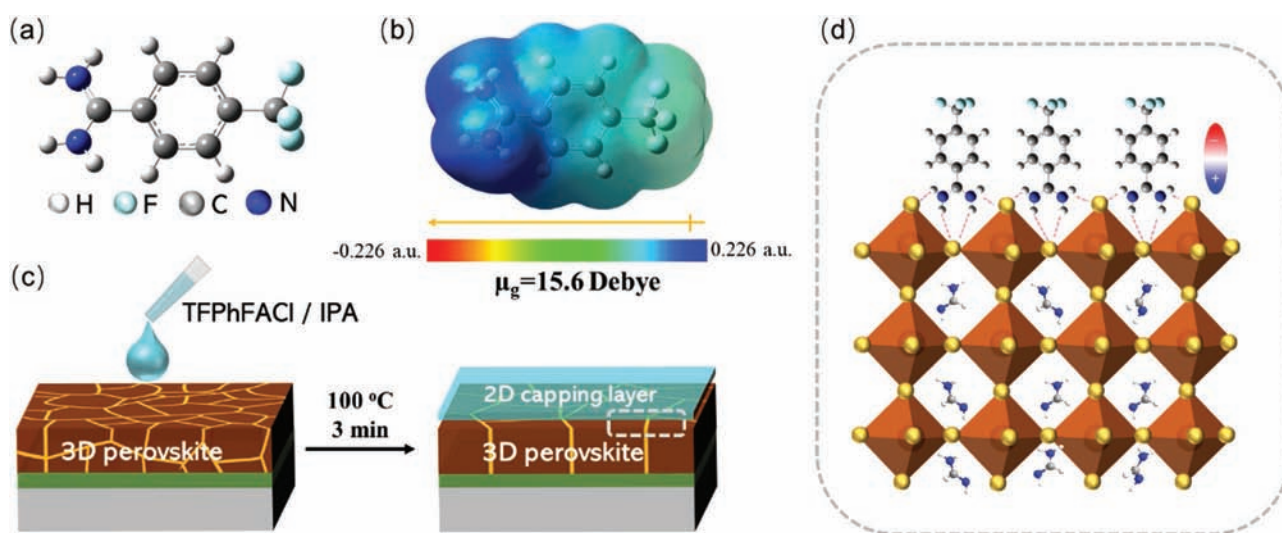 (a)
H F C N
(b)
-0.226 a.u. 0.226 a.u.
μg=15.6 Debye
(c)
TFPhFACl / IPA
3D perovskite
100 °C
3 min
2D capping layer
3D perovskite
(d)
−
+